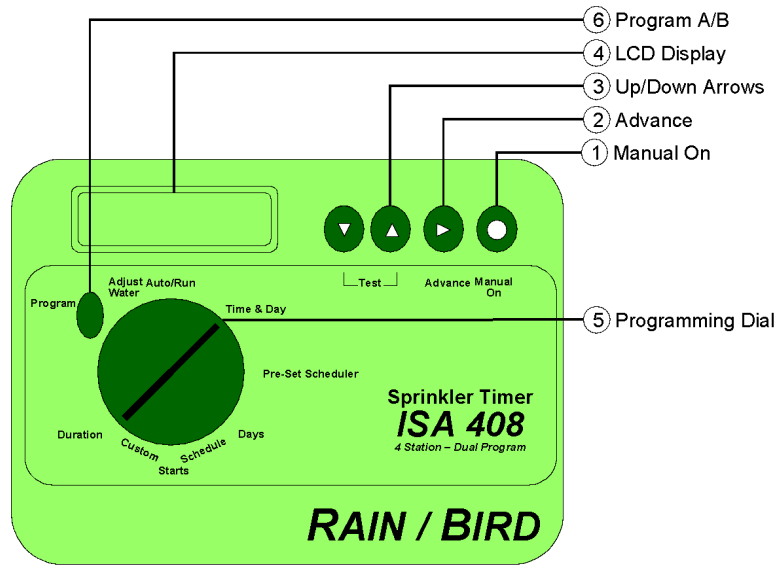 6 Program A/B
4 LCD Display
3 Up/Down Arrows
2 Advance
1 Manual On
Test
Advance
Manual
On
Program
Adjust
Water
Auto/Run
Time & Day
5 Programming Dial
Pre-Set Scheduler
Sprinkler Timer
ISA 408
4 Station – Dual Program
Duration
Custom
Schedule
Days
Starts
RAIN / BIRD